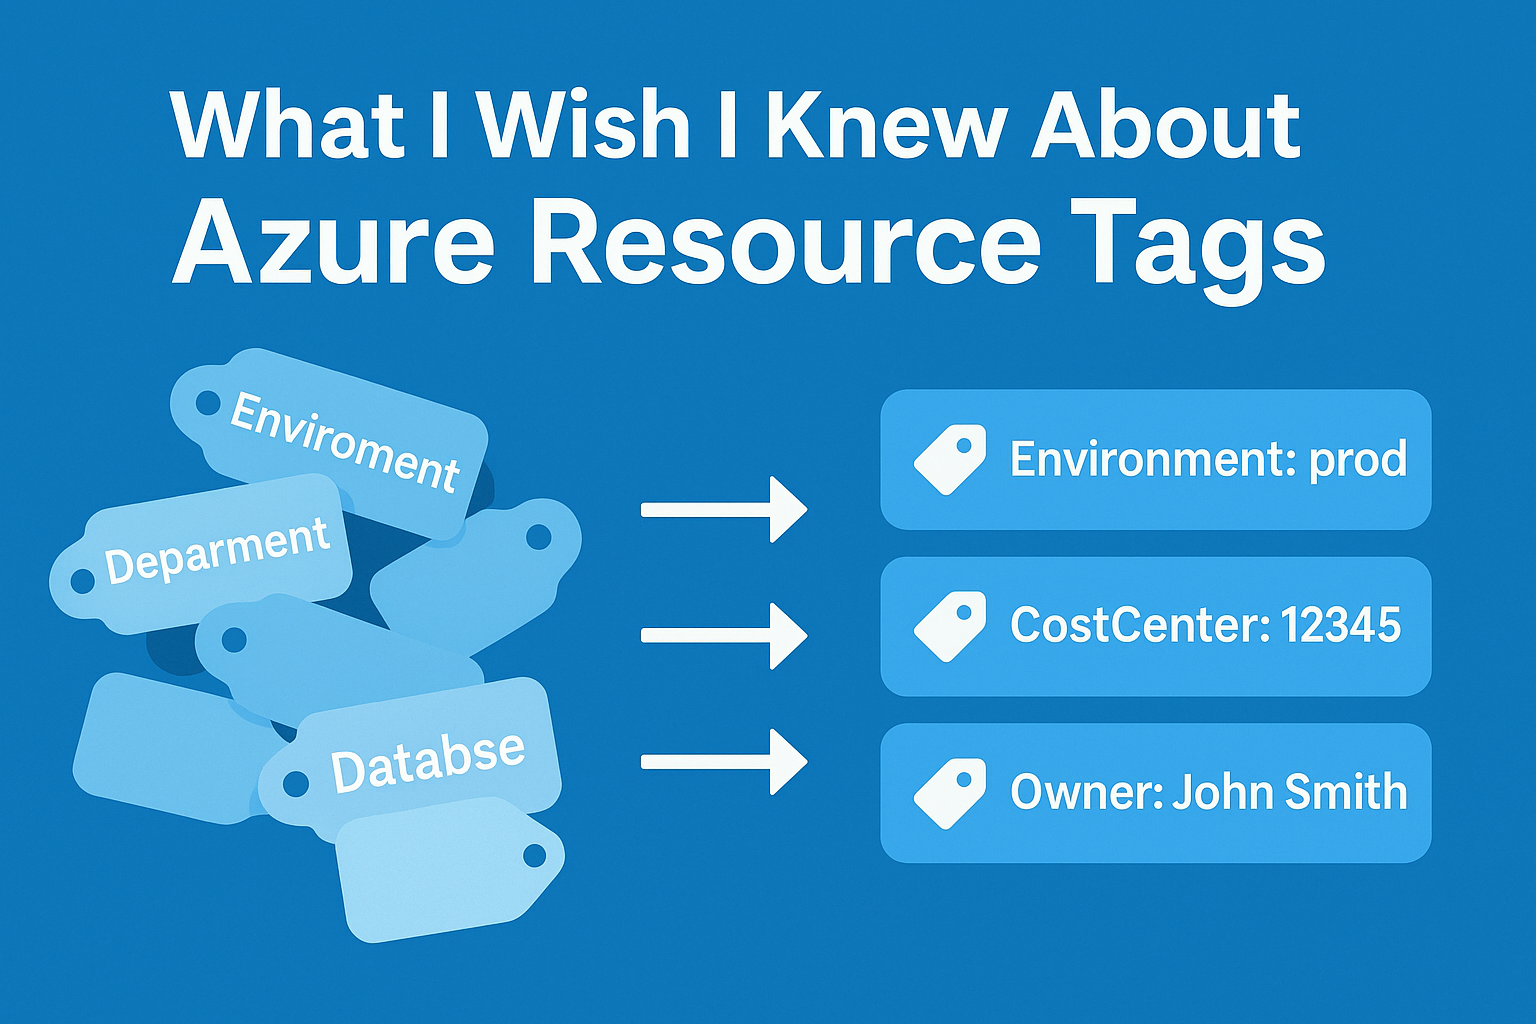 What I Wish I Knew About
Azure Resource Tags
Enviroment
Deparment
Databse
Environment: prod
CostCenter: 12345
Owner: John Smith